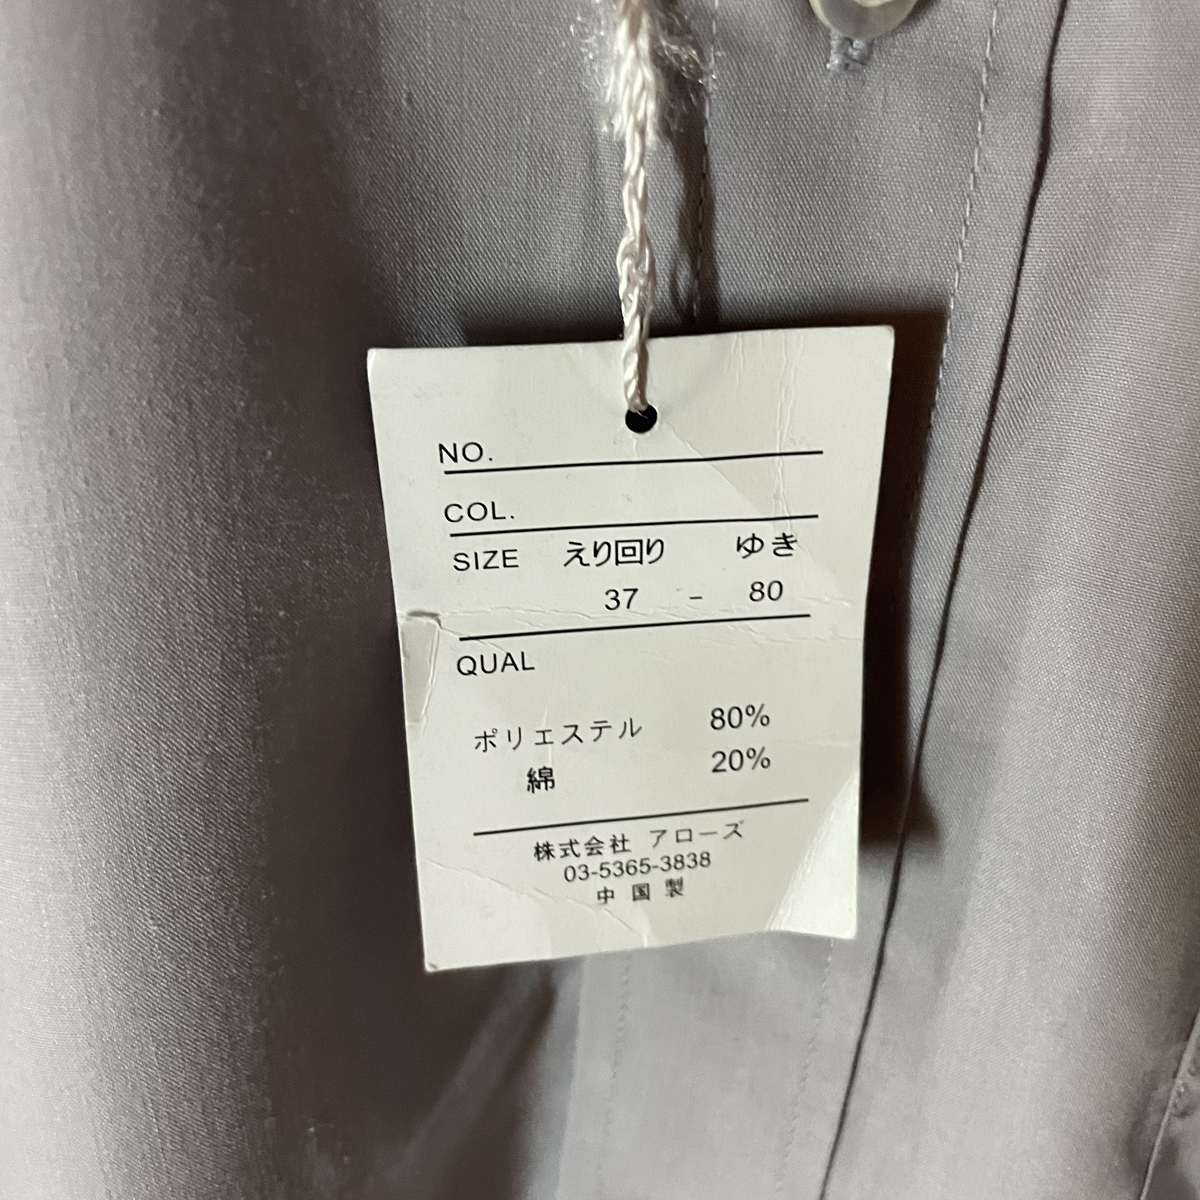 NO.
COL.
SIZE えり回り ゆき
37 - 80
QUAL
ポリエステル 80%
綿 20%
株式会社 アローズ
03-5365-3838
中国製